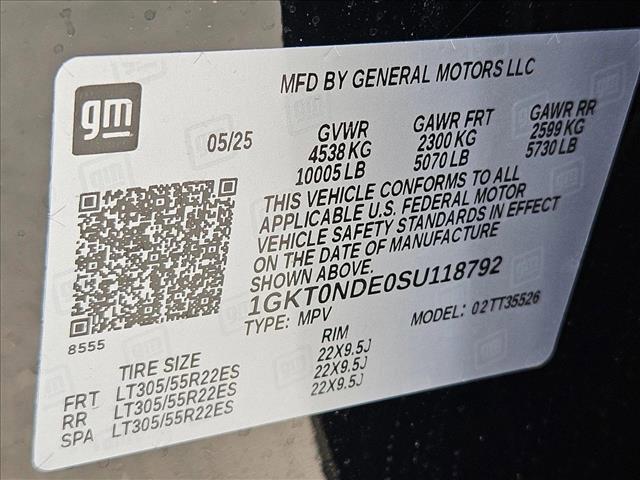 gm
MFD BY GENERAL MOTORS LLC
05/25
GVWR GAWR FRT GAWR RR
4538 KG 2300 KG 2599 KG
10005 LB 5070 LB 5730 LB
THIS VEHICLE CONFORMS TO ALL
APPLICABLE U.S. FEDERAL MOTOR
VEHICLE SAFETY STANDARDS IN EFFECT
ON THE DATE OF MANUFACTURE
SHOWN ABOVE.
1GKT0NDE0SU118792
TYPE: MPV MODEL: 02TT35526
8555
TIRE SIZE RIM
FRT LT305/55R22ES 22X9.5J
RR LT305/55R22ES 22X9.5J
SPA LT305/55R22ES 22X9.5J